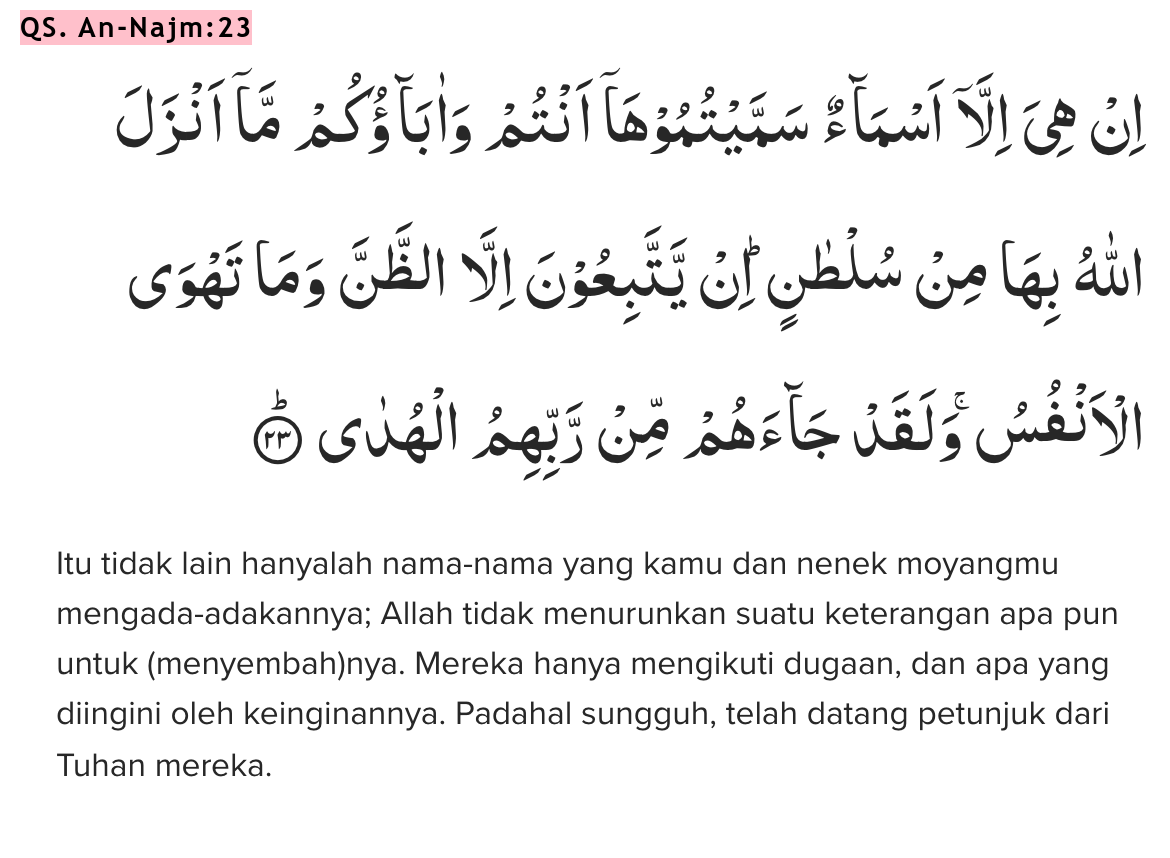 QS. An-Najm:23
اِنْ هِيَ اِلَّآ اَسْمَاۤءٌ سَمَّيْتُمُوْهَآ اَنْتُمْ وَاٰبَاۤؤُكُمْ مَّآ اَنْزَلَ
اللّٰهُ بِهَا مِنْ سُلْطٰنٍۗ اِنْ يَّتَّبِعُوْنَ اِلَّا الظَّنَّ وَمَا تَهْوَى
الْاَنْفُسُۚ وَلَقَدْ جَاۤءَهُمْ مِّنْ رَّبِّهِمُ الْهُدٰىۗ ٢٣
Itu tidak lain hanyalah nama-nama yang kamu dan nenek moyangmu
mengada-adakannya; Allah tidak menurunkan suatu keterangan apa pun
untuk (menyembah)nya. Mereka hanya mengikuti dugaan, dan apa yang
diingini oleh keinginannya. Padahal sungguh, telah datang petunjuk dari
Tuhan mereka.